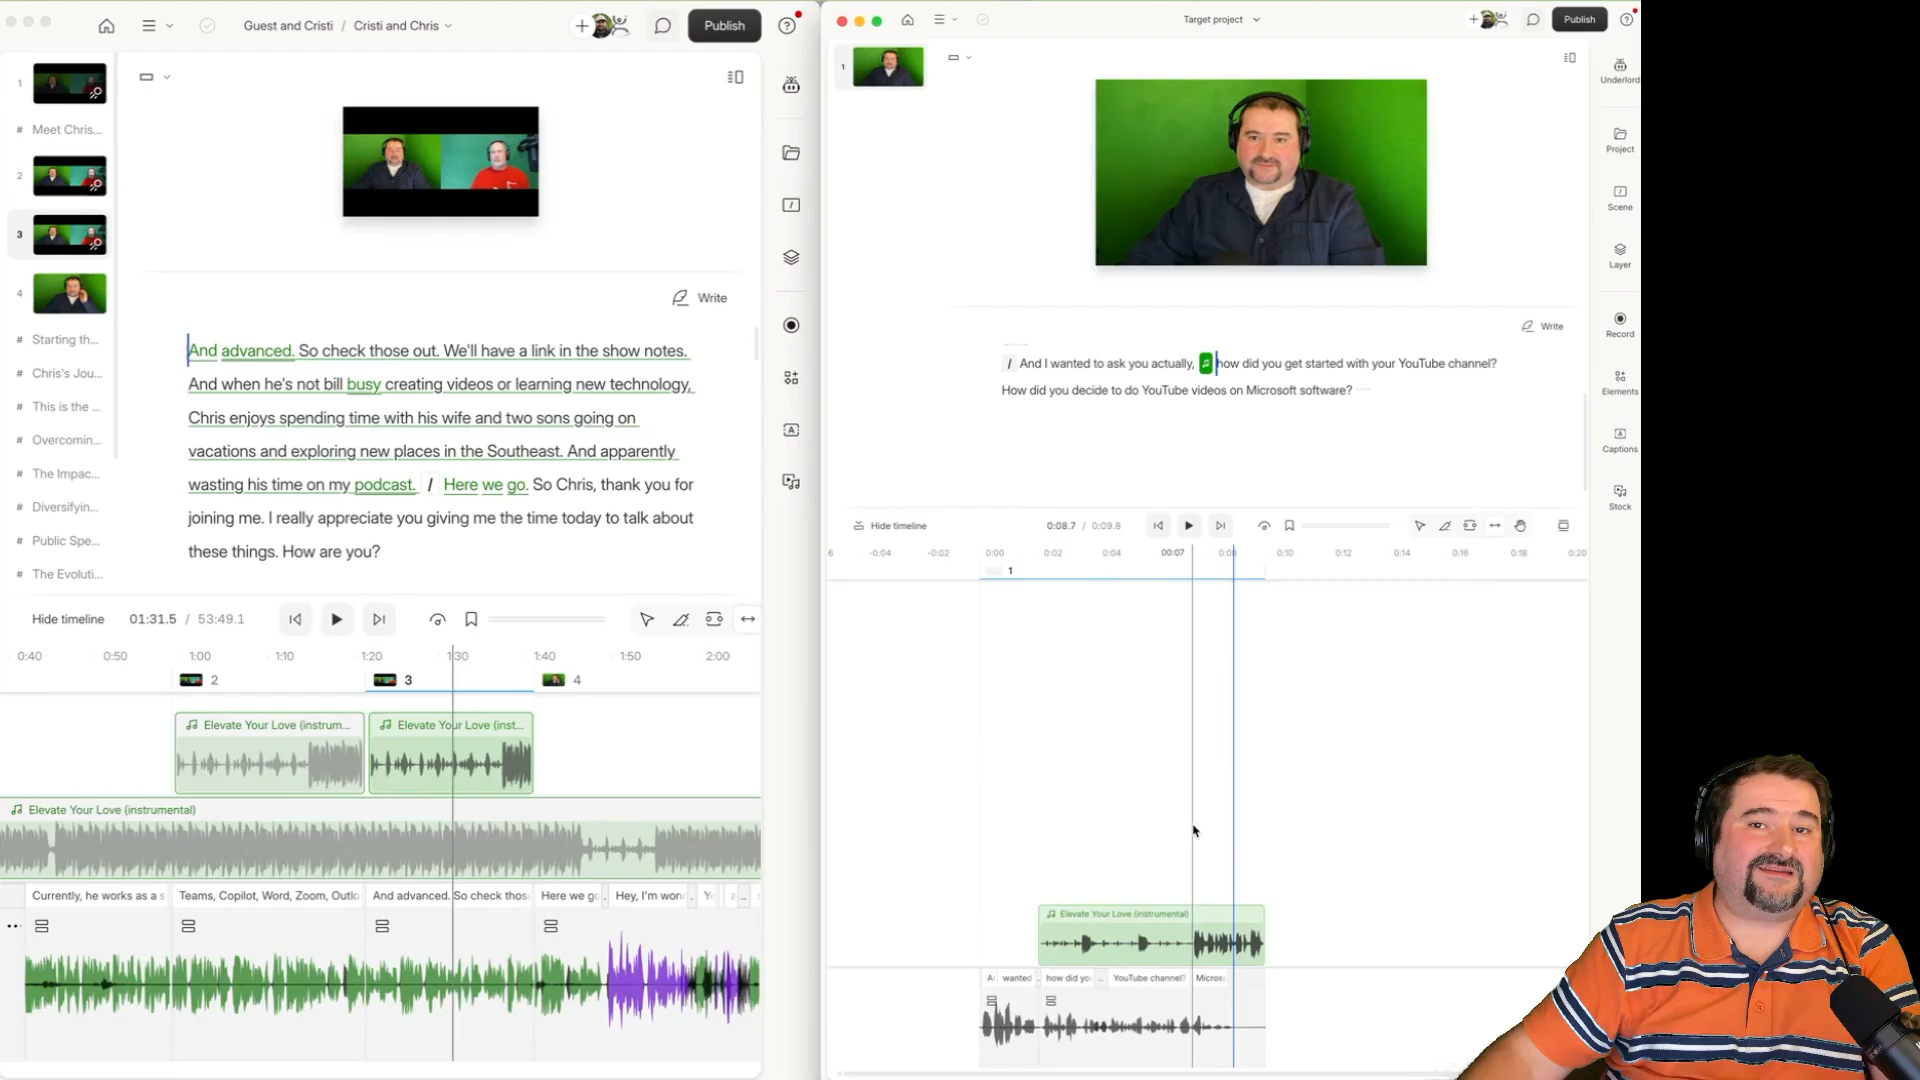 Guest and Cristi / Cristi and Chris
Publish
1
# Meet Chris...
2
3
4
# Starting th...
# Chris's Jou...
# This is the ...
# Overcomin...
# The Impac...
# Diversifyin...
# Public Spe...
# The Evoluti...
Write
And advanced. So check those out. We'll have a link in the show notes.
And when he's not bill busy creating videos or learning new technology,
Chris enjoys spending time with his wife and two sons going on
vacations and exploring new places in the Southeast. And apparently
wasting his time on my podcast. / Here we go. So Chris, thank you for
joining me. I really appreciate you giving me the time today to talk about
these things. How are you?
Hide timeline 01:31.5 / 53:49.1
0:40 0:50 1:00 1:10 1:20 1:30 1:40 1:50 2:00
2 3 4
Elevate Your Love (instrum... Elevate Your Love (inst...
Elevate Your Love (instrumental)
Currently, he works as a s Teams, Copilot, Word, Zoom, Outlo And advanced. So check thos Here we go Hey, I'm won
Target project
Publish
1
Write
/ And I wanted to ask you actually, how did you get started with your YouTube channel?
How did you decide to do YouTube videos on Microsoft software?
Hide timeline 0:08.7 / 0:09.8
6 -0:04 -0:02 0:00 0:02 0:04 00:07 0:08 0:10 0:12 0:14 0:16 0:18 0:20
1
Elevate Your Love (instrumental)
wanted how did you YouTube channel? Micros
Underlord
Project
Scene
Layer
Record
Elements
Captions
Stock